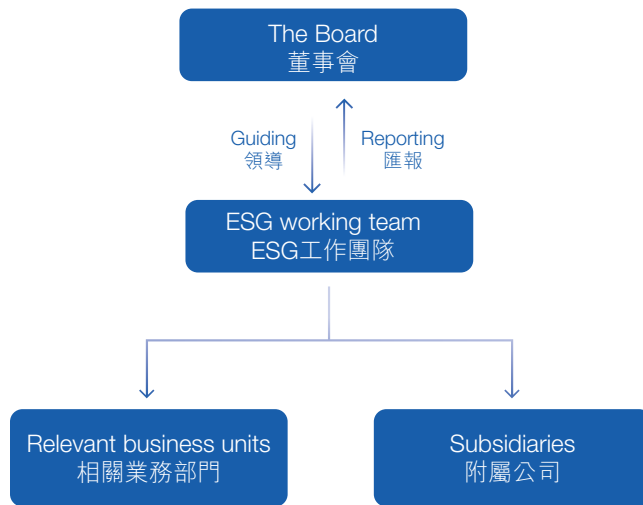 The Board
董事會
Guiding
領導
Reporting
匯報
ESG working team
ESG工作團隊
Relevant business units
相關業務部門
Subsidiaries
附屬公司